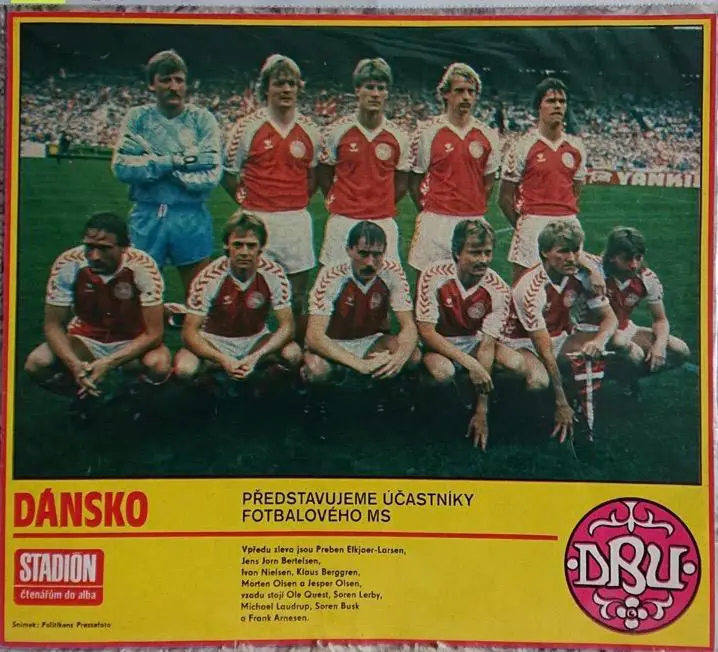 YANKIE
DÁNSKO
PŘEDSTAVUJEME ÚČASTNÍKY
FOTBALOVÉHO MS
STADIÓN
čtenářům do alba
Snímek: Politikens Pressefoto
Vpředu zleva jsou Preben Elkjaer-Larsen,
Jens Jorn Bertelsen,
Ivan Nielsen, Klaus Berggren,
Morten Olsen a Jesper Olsen,
vzadu stojí Ole Quest, Soren Lerby,
Michael Laudrup, Soren Busk
a Frank Arnesen.
DBU